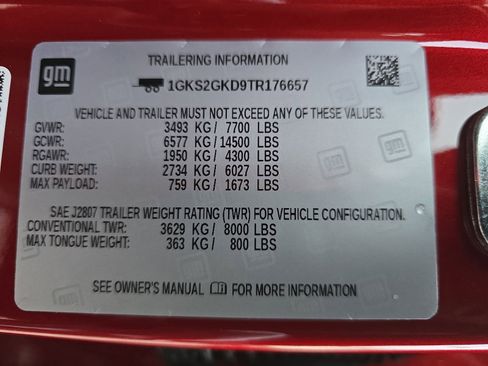 gm
TRAILERING INFORMATION
1GKS2GKD9TR176657
VEHICLE AND TRAILER MUST NOT EXCEED ANY OF THESE VALUES.
GVWR: 3493 KG / 7700 LBS
GCWR: 6577 KG / 14500 LBS
RGAWR: 1950 KG / 4300 LBS
CURB WEIGHT: 2734 KG / 6027 LBS
MAX PAYLOAD: 759 KG / 1673 LBS
SAE J2807 TRAILER WEIGHT RATING (TWR) FOR VEHICLE CONFIGURATION.
CONVENTIONAL TWR: 3629 KG / 8000 LBS
MAX TONGUE WEIGHT: 363 KG / 800 LBS
SEE OWNER'S MANUAL FOR MORE INFORMATION